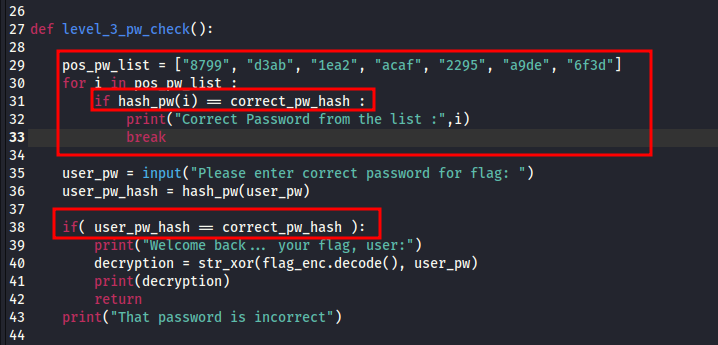 26
27 def level_3_pw_check():
28
29     pos_pw_list = ["8799", "d3ab", "1ea2", "acaf", "2295", "a9de", "6f3d"]
30     for i in pos_pw_list :
31         if hash_pw(i) == correct_pw_hash :
32             print("Correct Password from the list :",i)
33             break
34
35     user_pw = input("Please enter correct password for flag: ")
36     user_pw_hash = hash_pw(user_pw)
37
38     if( user_pw_hash == correct_pw_hash ):
39         print("Welcome back... your flag, user:")
40         decryption = str_xor(flag_enc.decode(), user_pw)
41         print(decryption)
42         return
43     print("That password is incorrect")
44